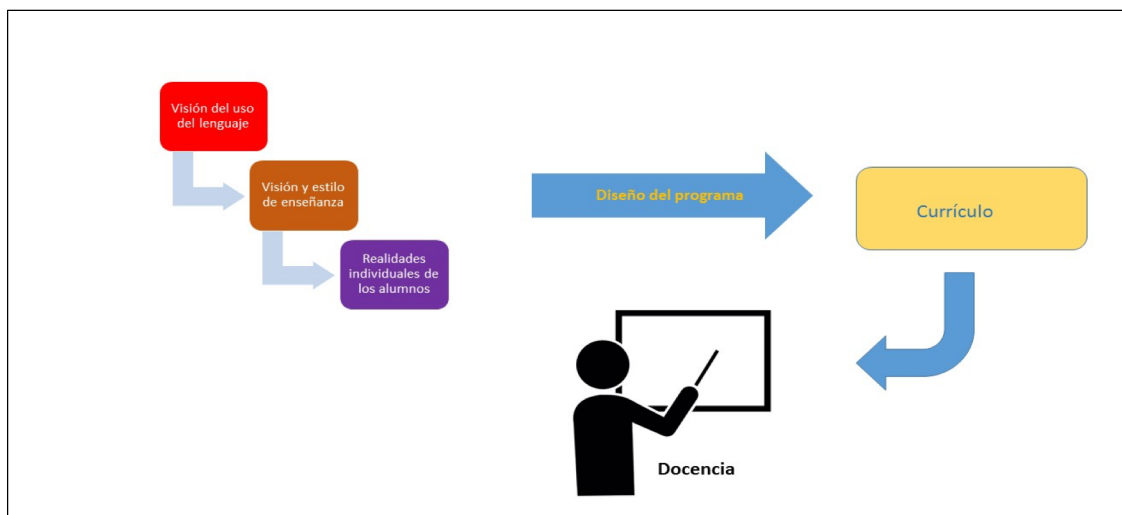 Visión del uso
del lenguaje
Visión y estilo
de enseñanza
Realidades
individuales de
los alumnos
Diseño del programa
Currículo
Docencia